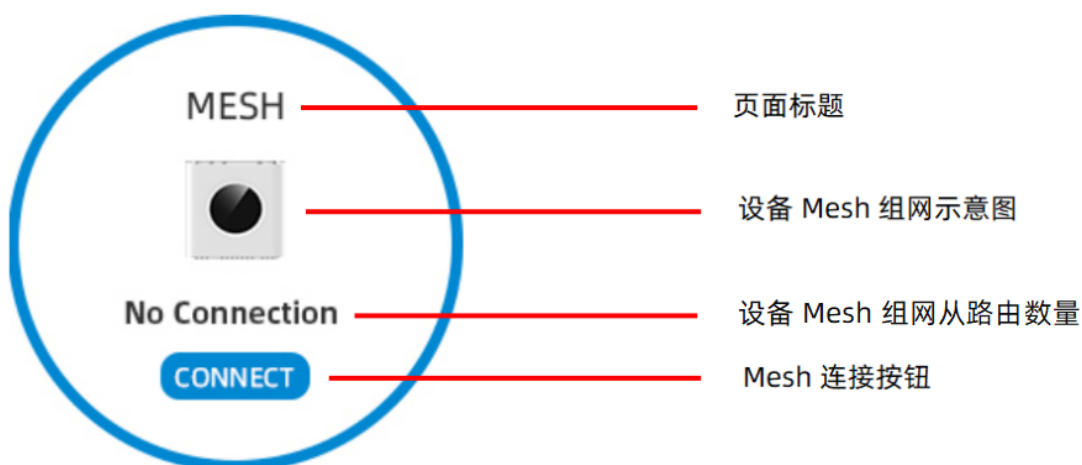 MESH
页面标题
设备 Mesh 组网示意图
No Connection
设备 Mesh 组网从路由数量
CONNECT
Mesh 连接按钮